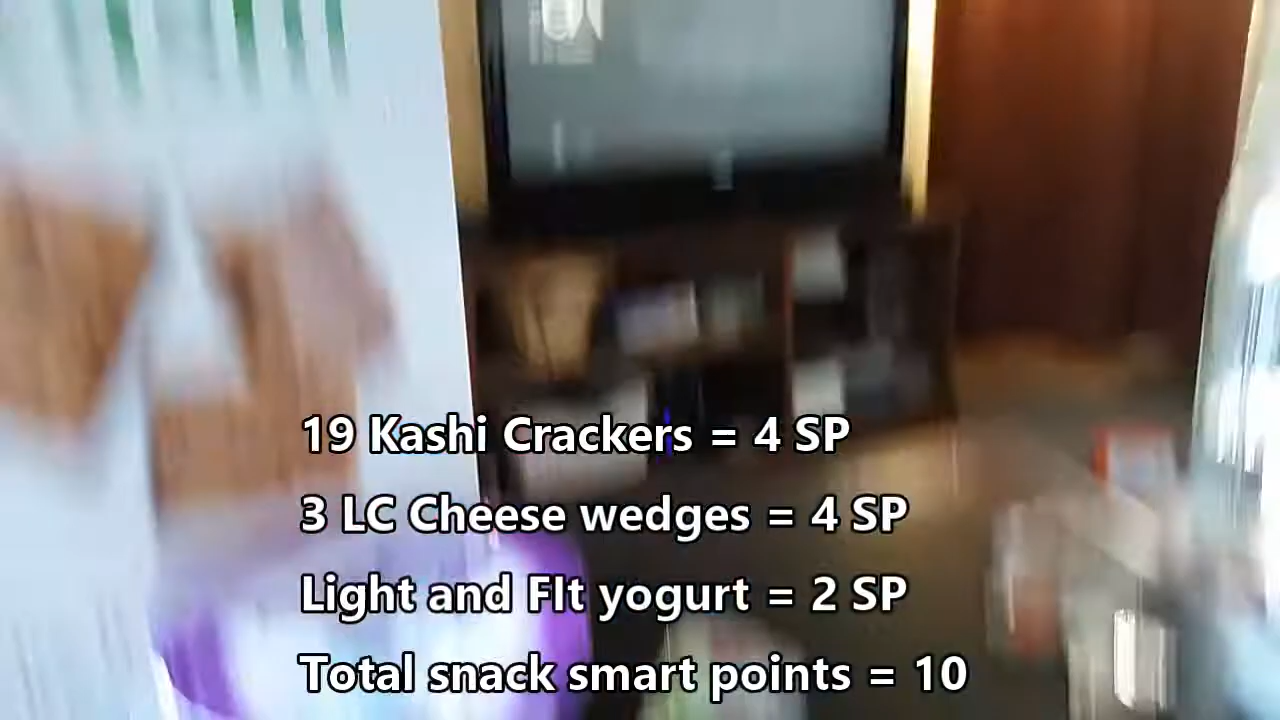 19 Kashi Crackers = 4 SP
3 LC Cheese wedges = 4 SP
Light and FIt yogurt = 2 SP
Total snack smart points = 10